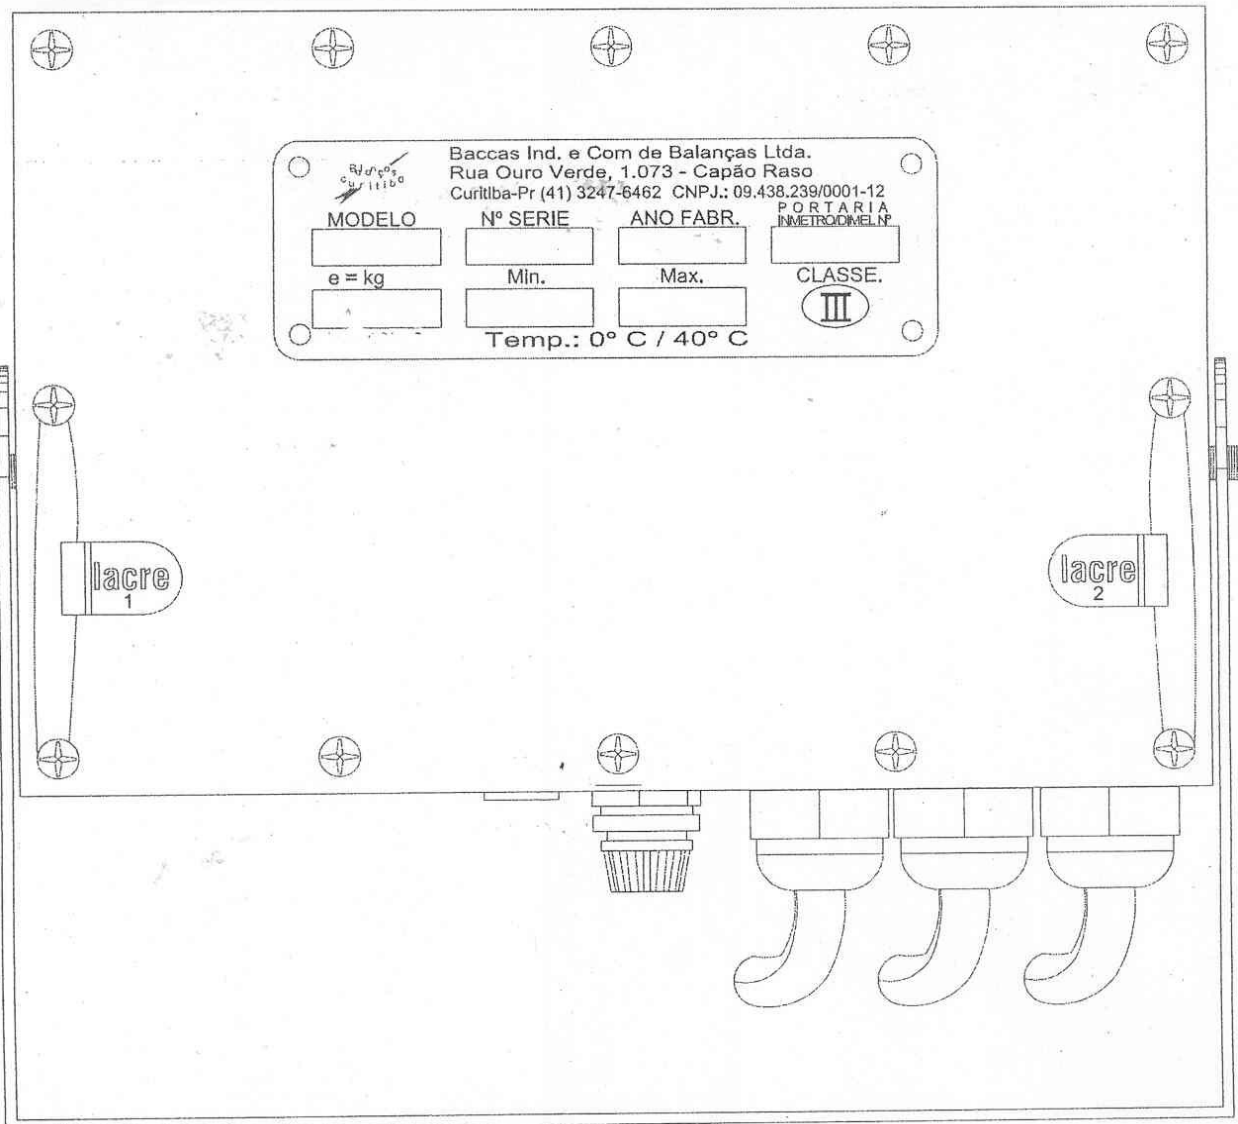 Balanças
Curitiba
Baccas Ind. e Com de Balanças Ltda.
Rua Ouro Verde, 1.073 - Capão Raso
Curitiba-Pr (41) 3247-6462 CNPJ.: 09.438.239/0001-12
MODELO
Nº SERIE
ANO FABR.
PORTARIA
INMETRO/DIMEL Nº
e = kg
Min.
Max.
CLASSE.
III
Temp.: 0° C / 40° C
lacre
1
lacre
2